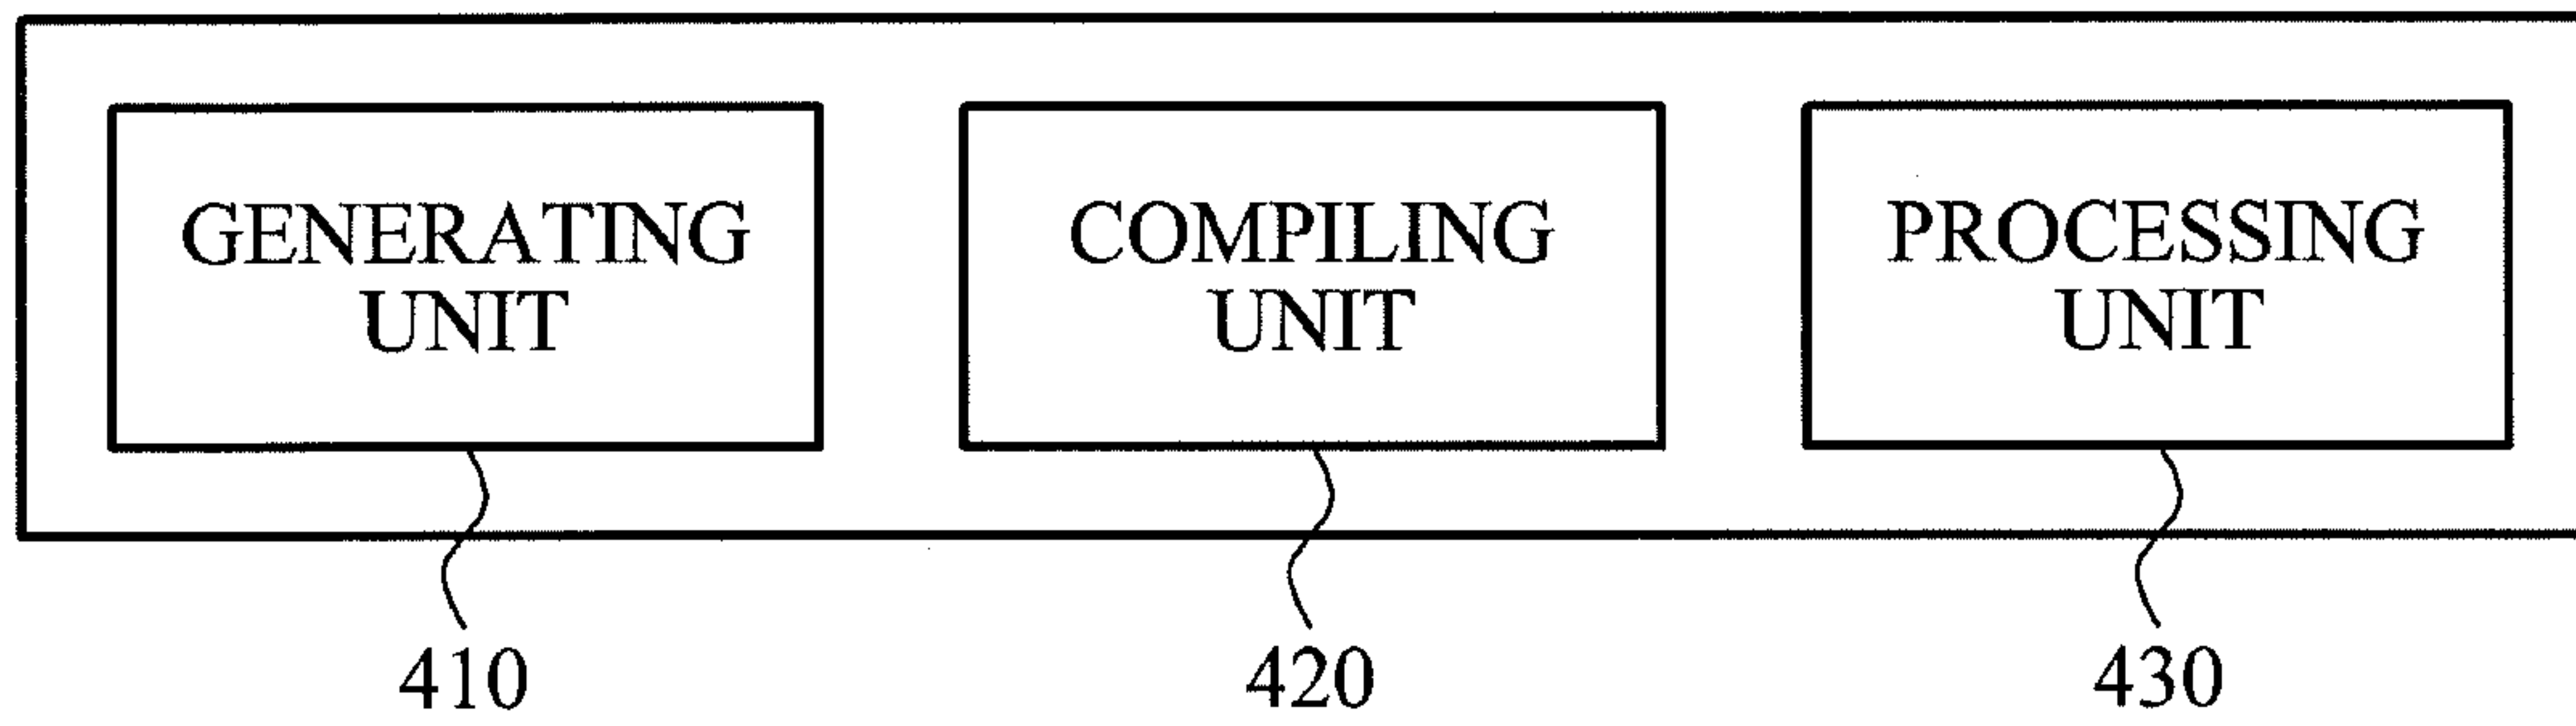 GENERATING
UNIT
COMPILING
UNIT
PROCESSING
UNIT
410
420
430